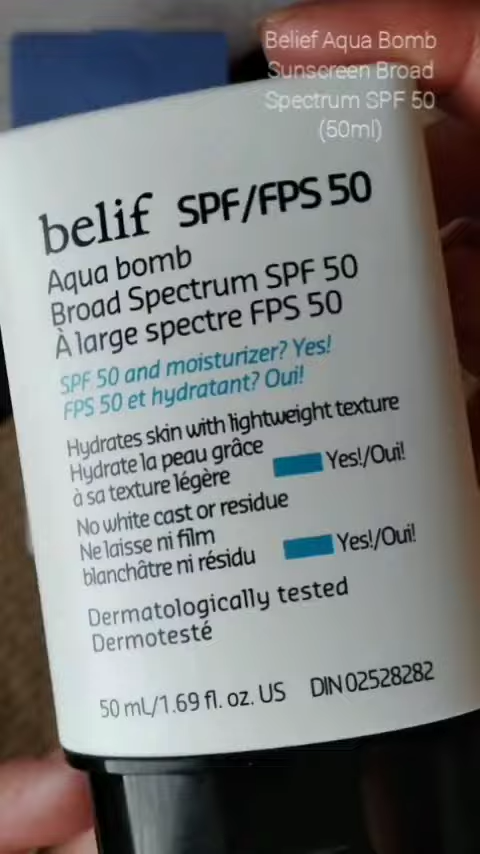 Belief Aqua Bomb
Sunscreen Broad
Spectrum SPF 50
(50ml)
belif SPF/FPS 50
Aqua bomb
Broad Spectrum SPF 50
À large spectre FPS 50
SPF 50 and moisturizer? Yes!
FPS 50 et hydratant? Oui!
Hydrates skin with lightweight texture
Hydrate la peau grâce
à sa texture légère
Yes!/Oui!
No white cast or residue
Ne laisse ni film
blanchâtre ni résidu
Yes!/Oui!
Dermatologically tested
Dermotesté
50 mL/1.69 fl. oz. US DIN 02528282